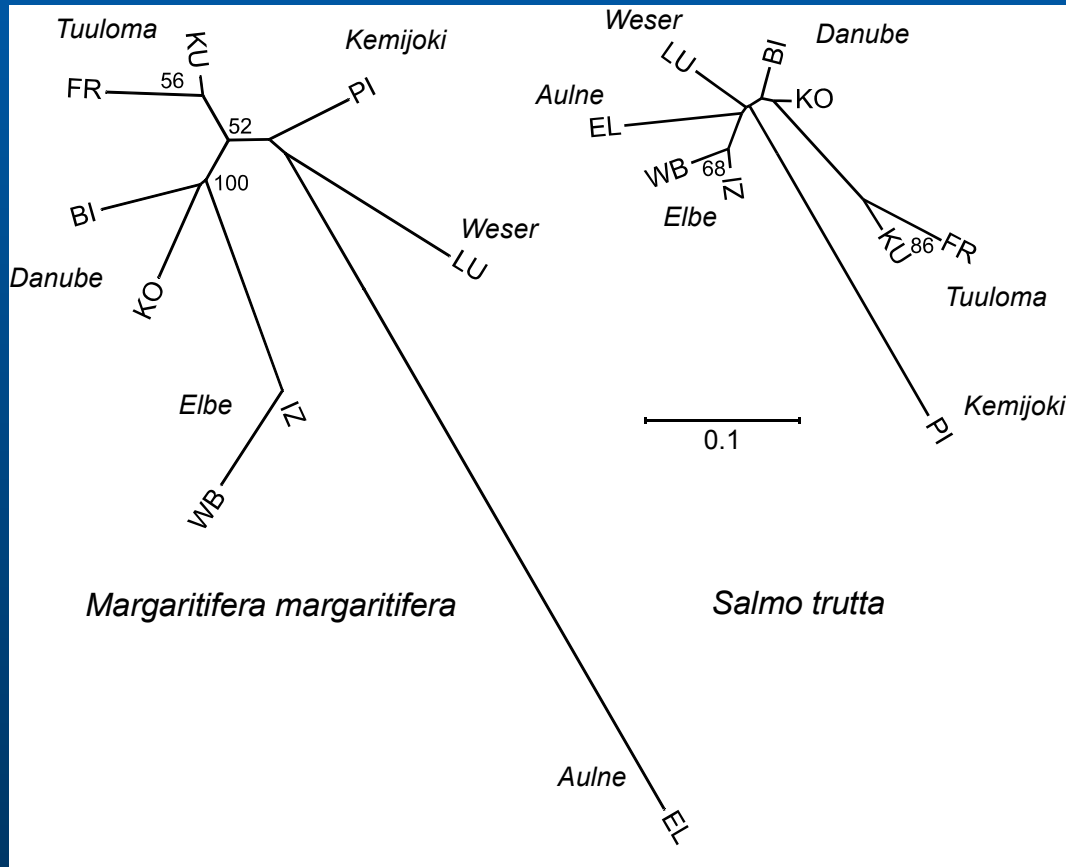 Tuuloma
KU
Kemijoki
FR
56
PI
52
100
BI
Weser
LU
Danube
KO
Elbe
IZ
WB
Aulne
EL
Margaritifera margaritifera
Weser
LU
BI
Danube
KO
Aulne
EL
WB
68
IZ
Elbe
KU
86
FR
Tuuloma
Kemijoki
PI
0.1
Salmo trutta